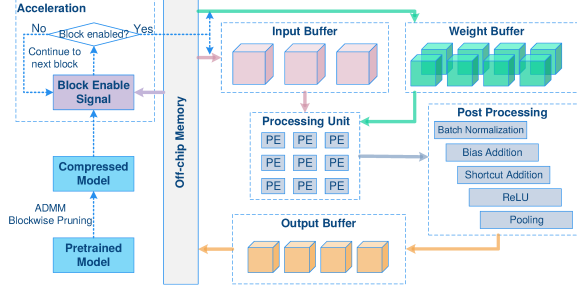 Acceleration
No
Block enabled?
Yes
Continue to
next block
Block Enable
Signal
Compressed
Model
ADMM
Blockwise Pruning
Pretrained
Model
Off-chip Memory
Input Buffer
Weight Buffer
Processing Unit
PE PE PE
PE PE PE
PE PE PE
Post Processing
Batch Normalization
Bias Addition
Shortcut Addition
ReLU
Pooling
Output Buffer